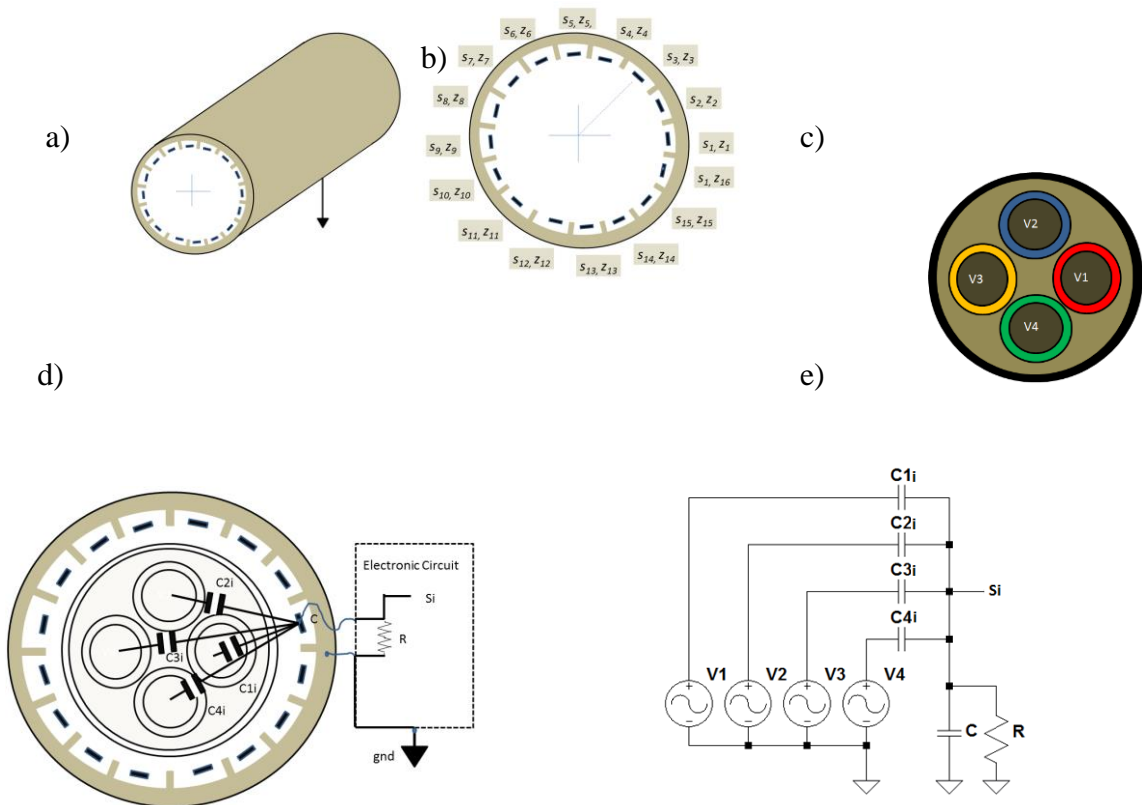 a)
b)
s5, z5,
s6, z6
s4, z4
s7, z7
s3, z3
s8, z8
s2, z2
s9, z9
s1, z1
s10, z10
s1, z16
s11, z11
s15, z15
s12, z12
s13, z13
s14, z14
c)
V2
V3
V1
V4
d)
C2i
C
C3i
C1i
C4i
Electronic Circuit
Si
R
gnd
e)
C1i
C2i
C3i
Si
C4i
V1 V2 V3 V4
C R